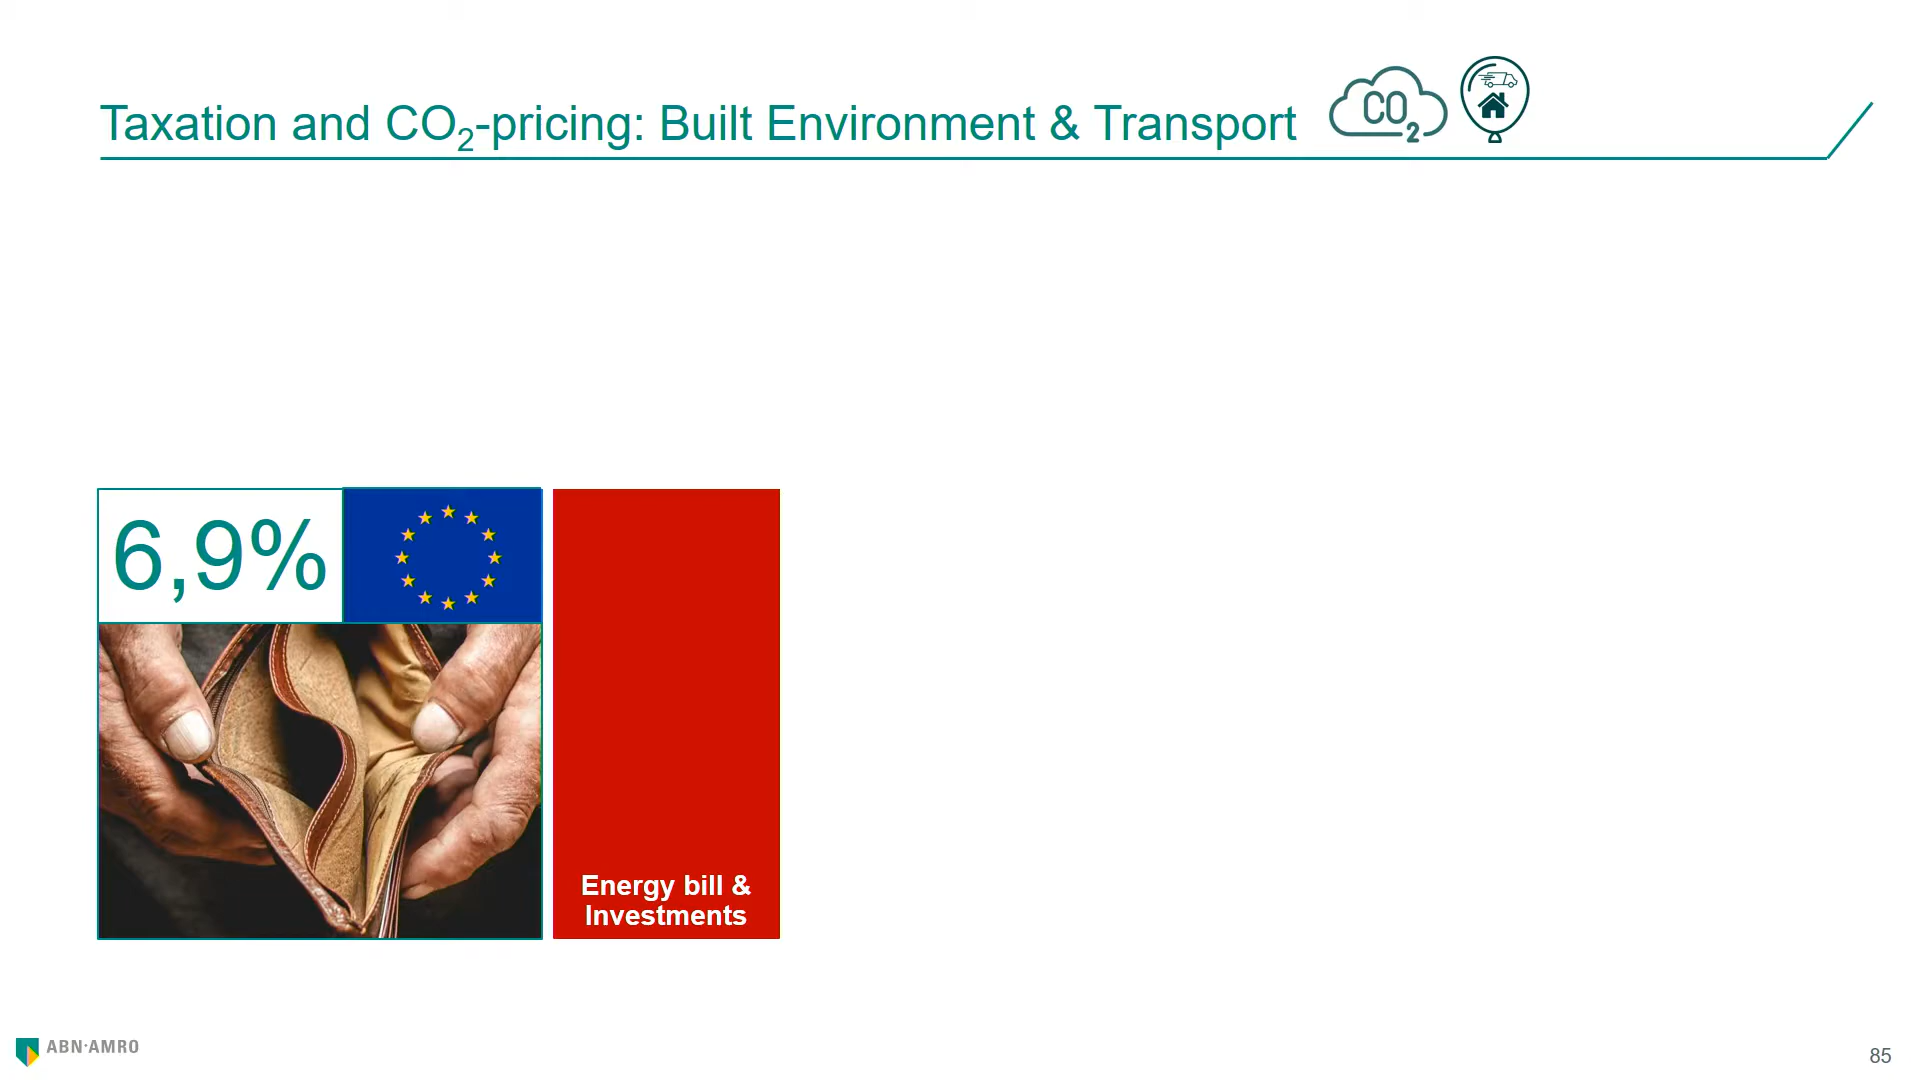 Taxation and CO₂-pricing: Built Environment & Transport
CO₂
6,9%
Energy bill &
Investments
ABN·AMRO
85